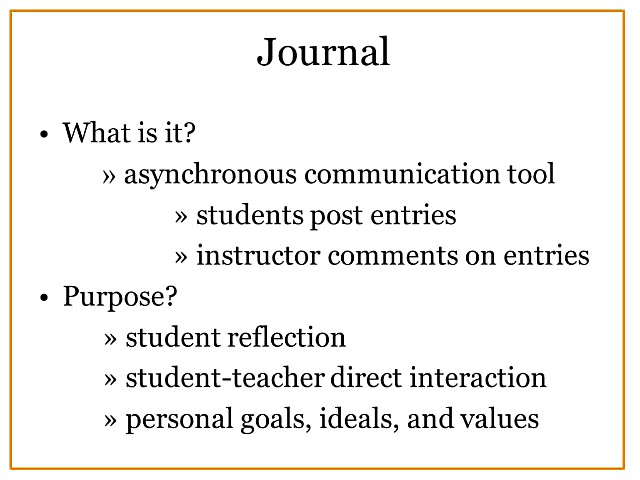 Journal
• What is it?
» asynchronous communication tool
» students post entries
» instructor comments on entries
• Purpose?
» student reflection
» student-teacher direct interaction
» personal goals, ideals, and values